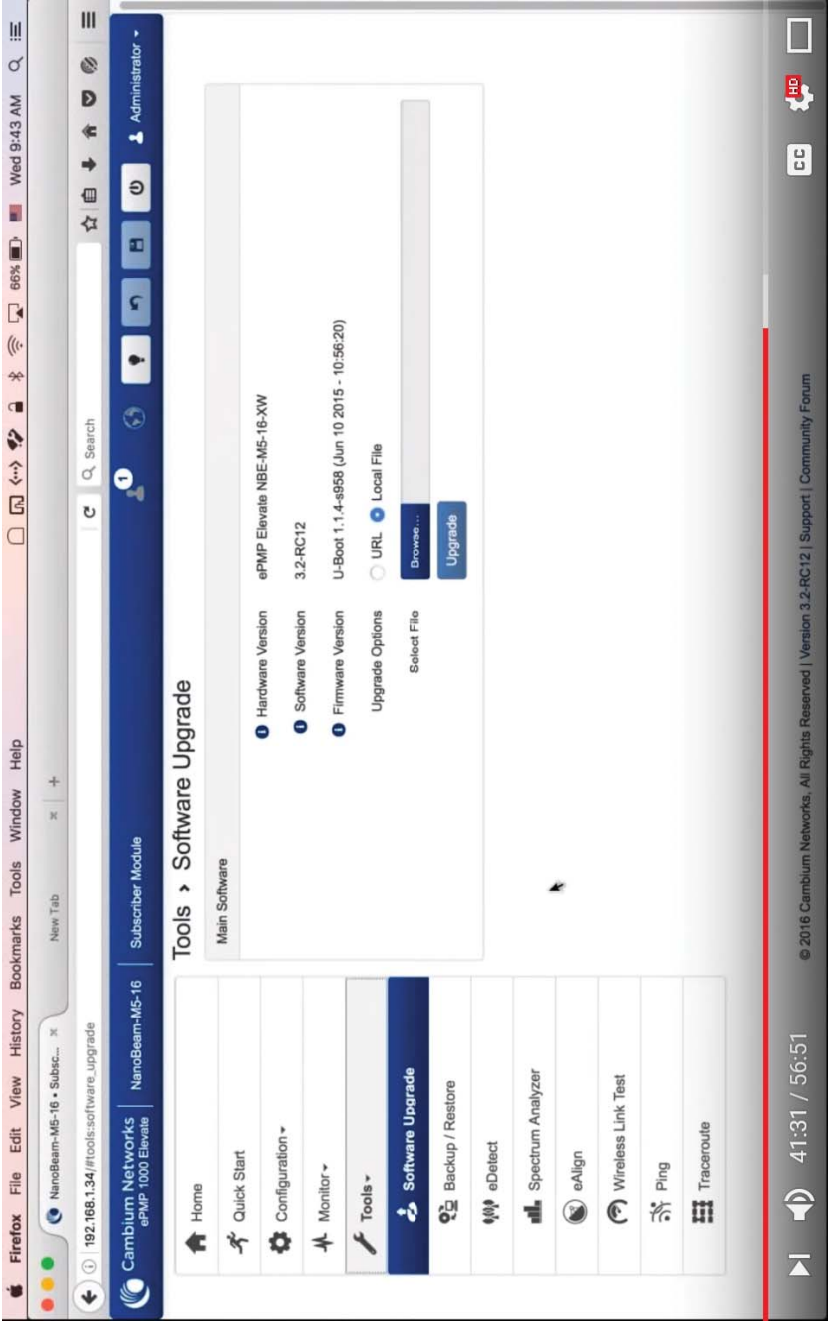 Firefox File Edit View History Bookmarks Tools Window Help 66% Wed 9:43 AM
NanoBeam-M5-16 • Subsc... New Tab
192.168.1.34/#tools:software_upgrade Search
Cambium Networks
ePMP 1000 Elevate
NanoBeam-M5-16 Subscriber Module 1 Administrator
Home
Quick Start
Configuration
Monitor
Tools
Software Upgrade
Backup / Restore
eDetect
Spectrum Analyzer
eAlign
Wireless Link Test
Ping
Traceroute
Tools > Software Upgrade
Main Software
Hardware Version ePMP Elevate NBE-M5-16-XW
Software Version 3.2-RC12
Firmware Version U-Boot 1.1.4-s958 (Jun 10 2015 - 10:56:20)
Upgrade Options URL Local File
Select File Browse...
Upgrade
© 2016 Cambium Networks, All Rights Reserved | Version 3.2-RC12 | Support | Community Forum
41:31 / 56:51 CC HD